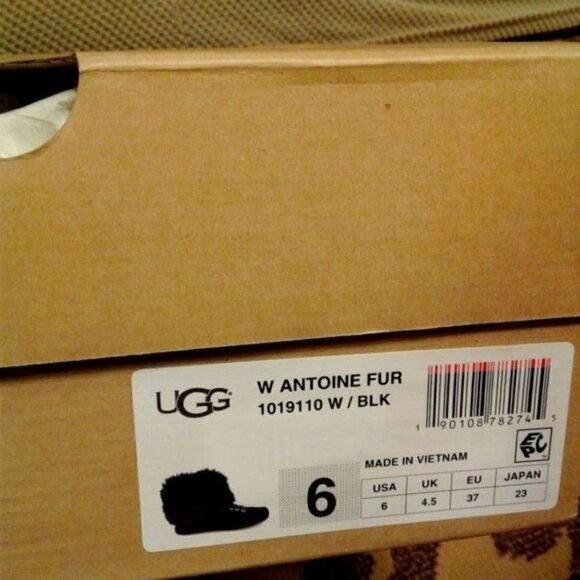 UGG
W ANTOINE FUR
1019110 W / BLK
1 90108 78274 5
EPC
MADE IN VIETNAM
6
USA UK EU JAPAN
6 4.5 37 23